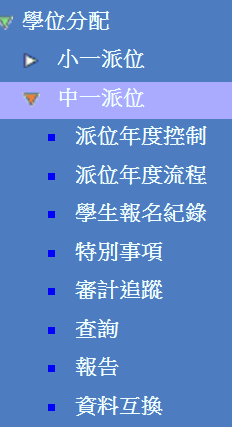 學位分配
小一派位
中一派位
派位年度控制
派位年度流程
學生報名紀錄
特別事項
審計追蹤
查詢
報告
資料互換